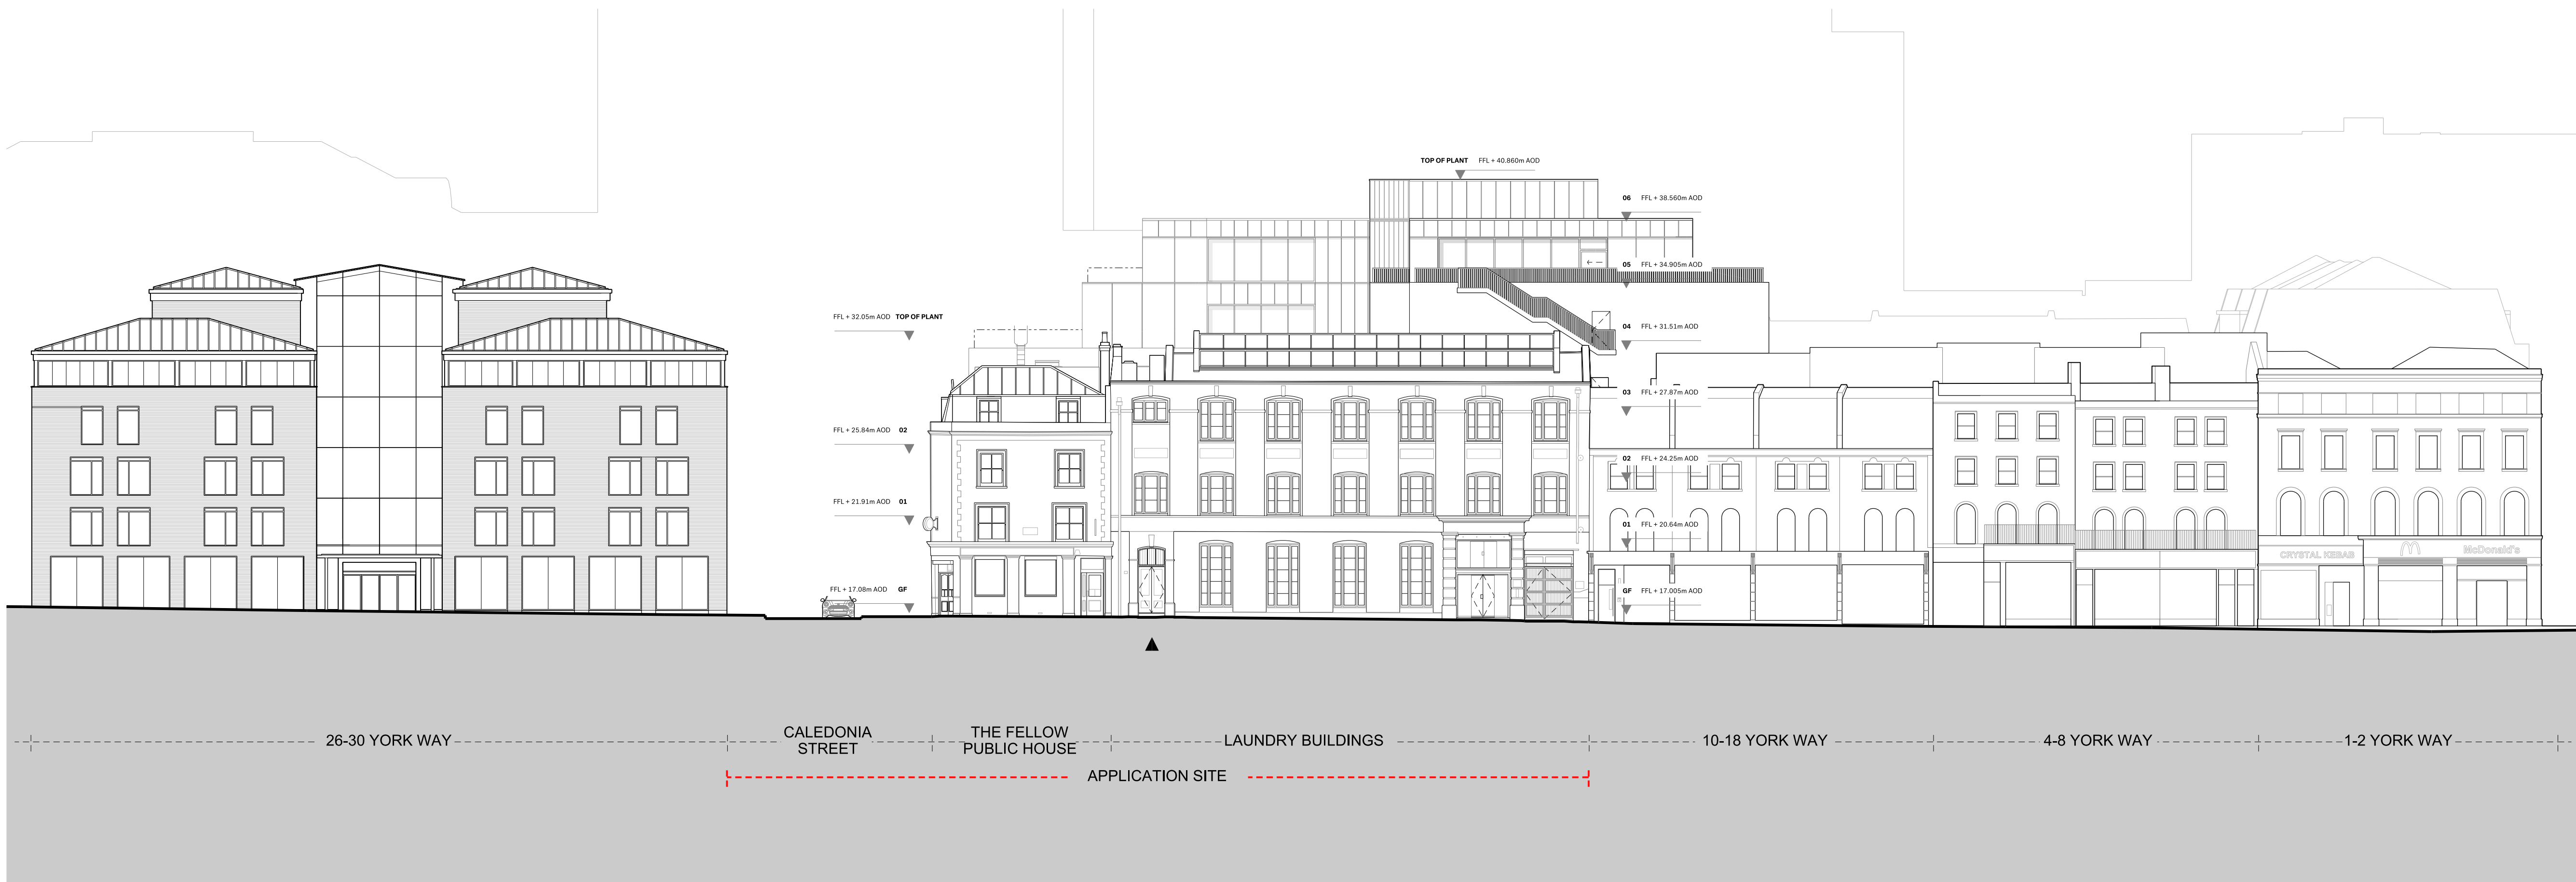 TOP OF PLANT FFL + 40.860m AOD
06 FFL + 38.560m AOD
05 FFL + 34.905m AOD
FFL + 32.05m AOD TOP OF PLANT
04 FFL + 31.51m AOD
03 FFL + 27.87m AOD
FFL + 25.84m AOD 02
02 FFL + 24.25m AOD
FFL + 21.91m AOD 01
01 FFL + 20.64m AOD
CRYSTAL KEBAB
McDonald's
FFL + 17.08m AOD GF
GF FFL + 17.005m AOD
26-30 YORK WAY
CALEDONIA
STREET
THE FELLOW
PUBLIC HOUSE
LAUNDRY BUILDINGS
10-18 YORK WAY
4-8 YORK WAY
1-2 YORK WAY
APPLICATION SITE